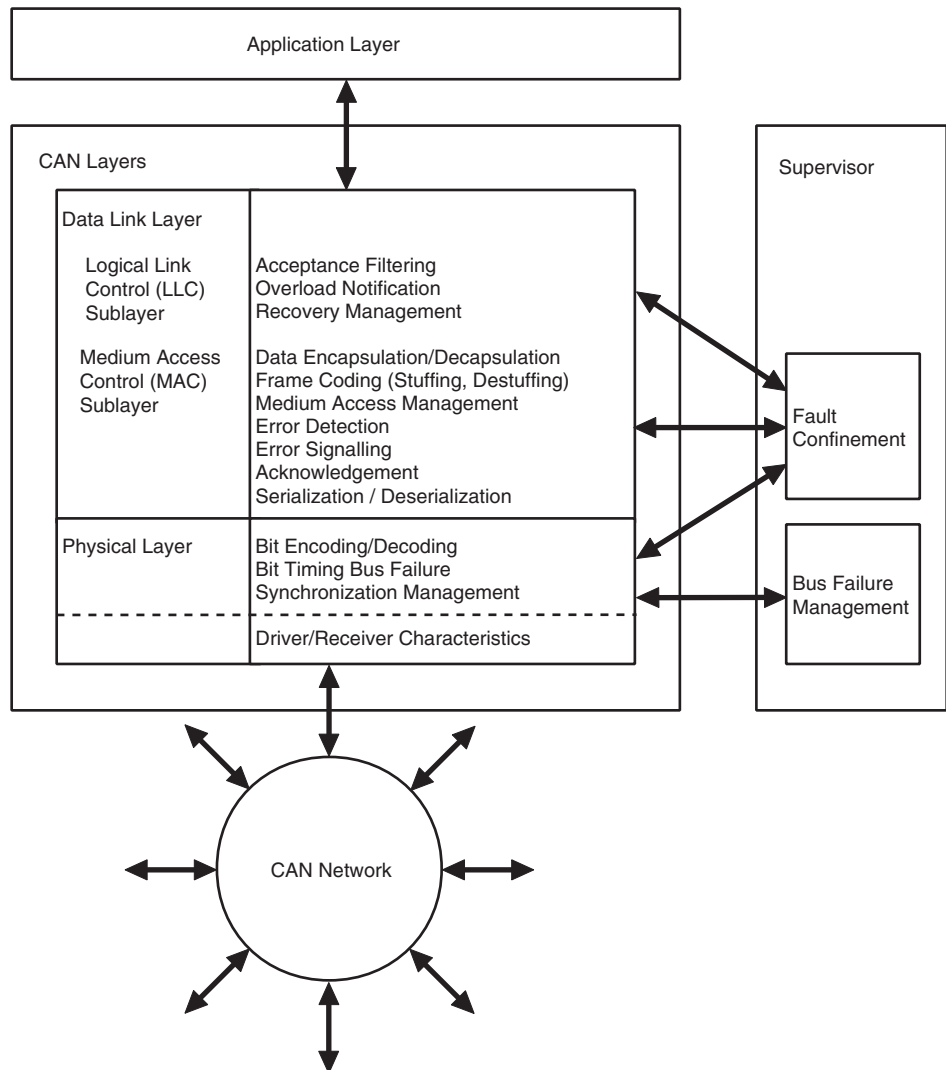 Application Layer
CAN Layers
Supervisor
Data Link Layer
Logical Link
Control (LLC)
Sublayer
Acceptance Filtering
Overload Notification
Recovery Management
Medium Access
Control (MAC)
Sublayer
Data Encapsulation/Decapsulation
Frame Coding (Stuffing, Destuffing)
Medium Access Management
Error Detection
Error Signalling
Acknowledgement
Serialization / Deserialization
Fault
Confinement
Physical Layer
Bit Encoding/Decoding
Bit Timing Bus Failure
Synchronization Management
Bus Failure
Management
Driver/Receiver Characteristics
CAN Network